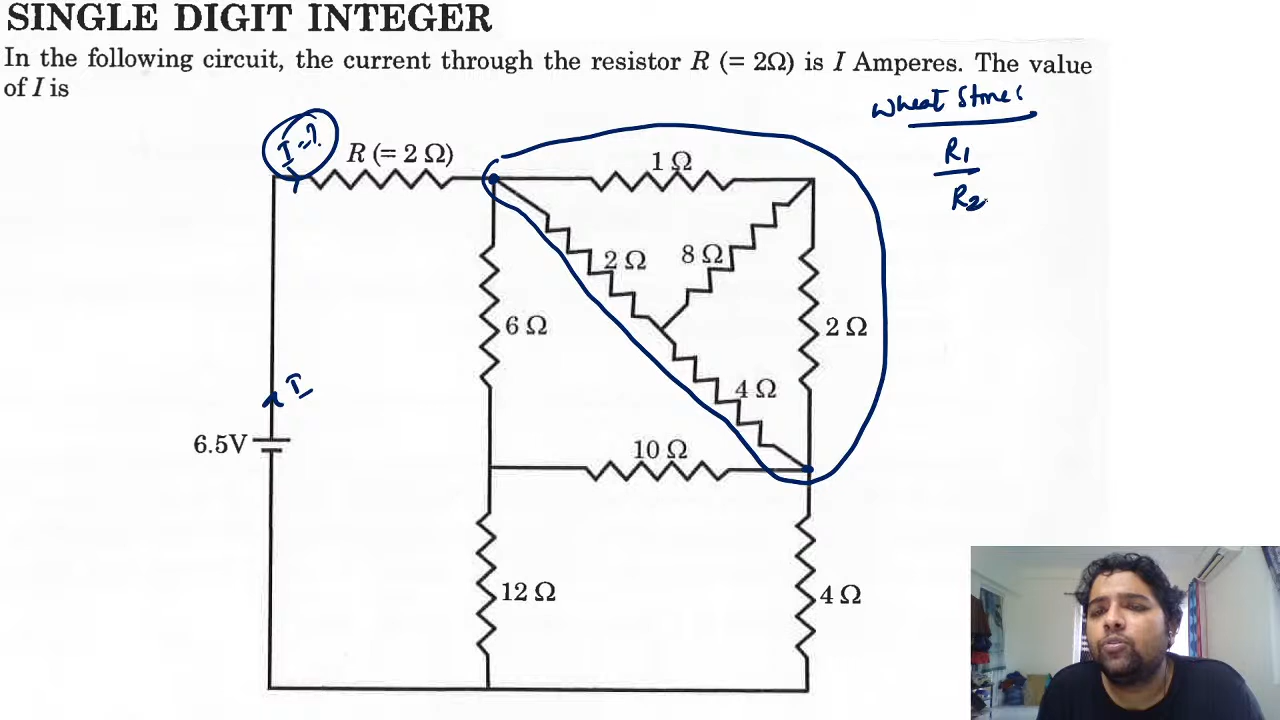 SINGLE DIGIT INTEGER
In the following circuit, the current through the resistor R (= 2Ω) is I Amperes. The value
of I is
Wheat Stone
R1
R2
I=?
R (= 2 Ω)
1 Ω
2 Ω
8 Ω
6 Ω
2 Ω
I
4 Ω
6.5V
10 Ω
12 Ω
4 Ω